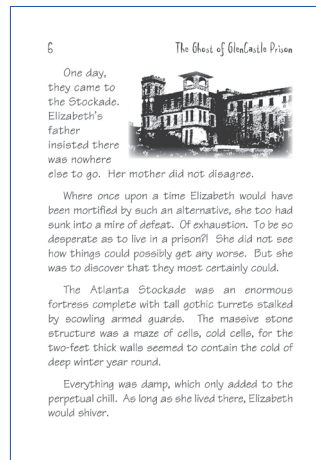 6 The Ghost of GlenCastle Prison
One day,
they came to
the Stockade.
Elizabeth's
father
insisted there
was nowhere
else to go. Her mother did not disagree.
Where once upon a time Elizabeth would have
been mortified by such an alternative, she too had
sunk into a mire of defeat. Of exhaustion. To be so
desperate as to live in a prison?! She did not see
how things could possibly get any worse. But she
was to discover that they most certainly could.
The Atlanta Stockade was an enormous
fortress complete with tall gothic turrets stalked
by scowling armed guards. The massive stone
structure was a maze of cells, cold cells, for the
two-feet thick walls seemed to contain the cold of
deep winter year round.
Everything was damp, which only added to the
perpetual chill. As long as she lived there, Elizabeth
would shiver.